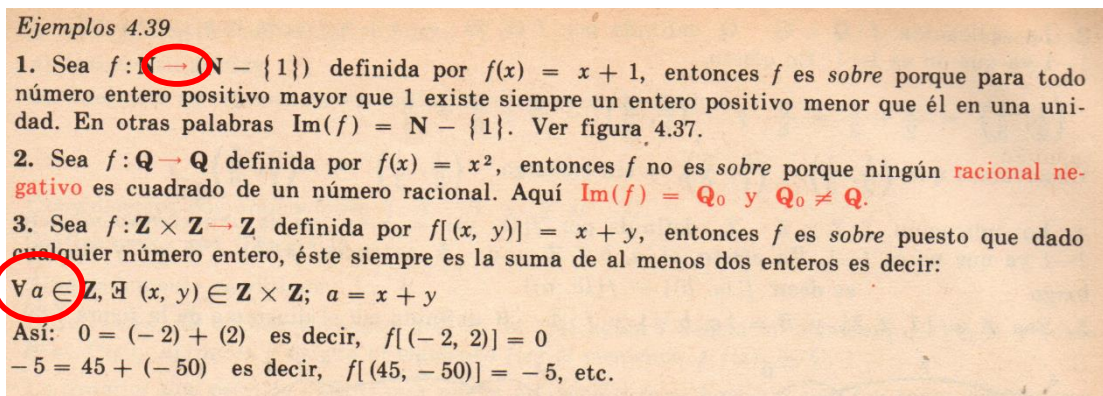 Ejemplos 4.39
1. Sea f : N → (N − {1}) definida por f(x) = x + 1, entonces f es sobre porque para todo
número entero positivo mayor que 1 existe siempre un entero positivo menor que él en una uni-
dad. En otras palabras Im(f) = N − {1}. Ver figura 4.37.
2. Sea f : Q → Q definida por f(x) = x², entonces f no es sobre porque ningún racional ne-
gativo es cuadrado de un número racional. Aquí Im(f) = Q₀ y Q₀ ≠ Q.
3. Sea f : Z × Z → Z definida por f[(x, y)] = x + y, entonces f es sobre puesto que dado
cualquier número entero, éste siempre es la suma de al menos dos enteros es decir:
∀ a ∈ Z, ∃ (x, y) ∈ Z × Z; a = x + y
Así: 0 = (− 2) + (2) es decir, f[(− 2, 2)] = 0
− 5 = 45 + (− 50) es decir, f[(45, − 50)] = − 5, etc.